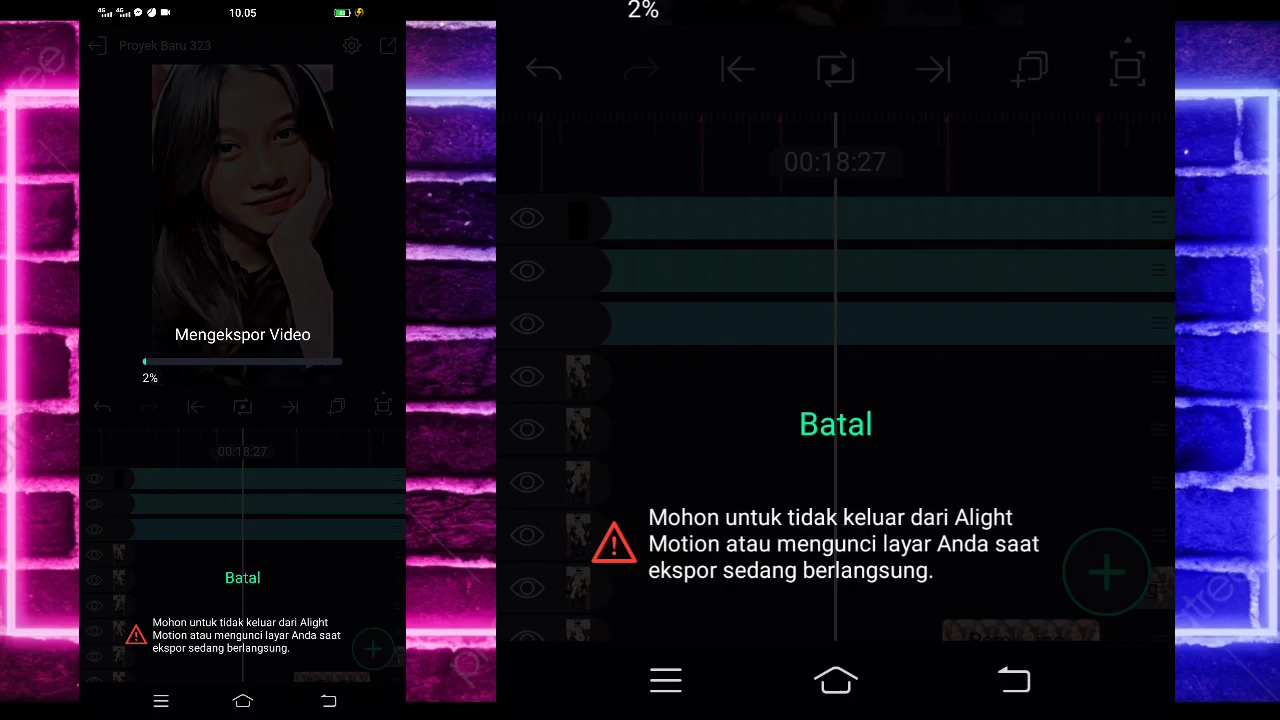 10.05
Proyek Baru 323
Mengekspor Video
2%
00:18:27
Batal
Mohon untuk tidak keluar dari Alight
Motion atau mengunci layar Anda saat
ekspor sedang berlangsung.
2%
00:18:27
Batal
Mohon untuk tidak keluar dari Alight
Motion atau mengunci layar Anda saat
ekspor sedang berlangsung.